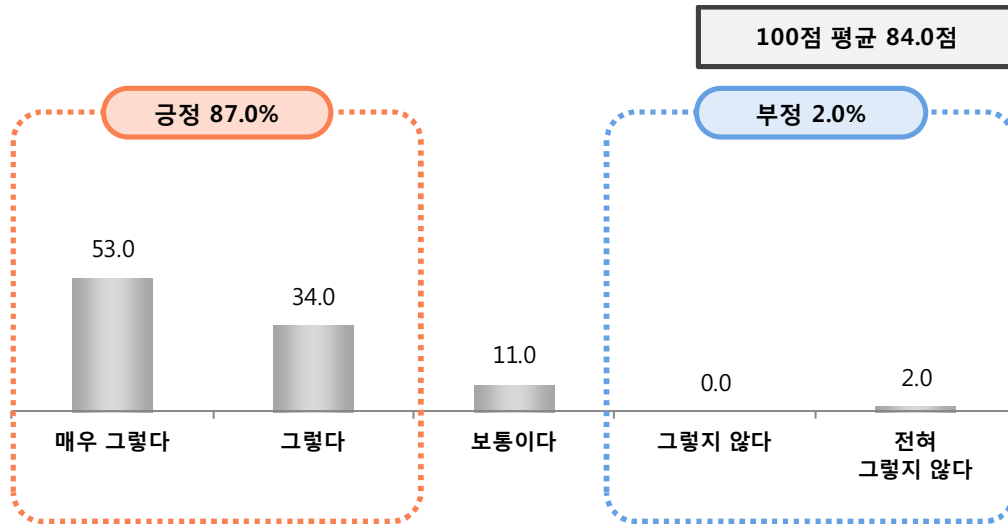 100점 평균 84.0점
긍정 87.0%
부정 2.0%
53.0
34.0
11.0
0.0
2.0
매우 그렇다
그렇다
보통이다
그렇지 않다
전혀
그렇지 않다